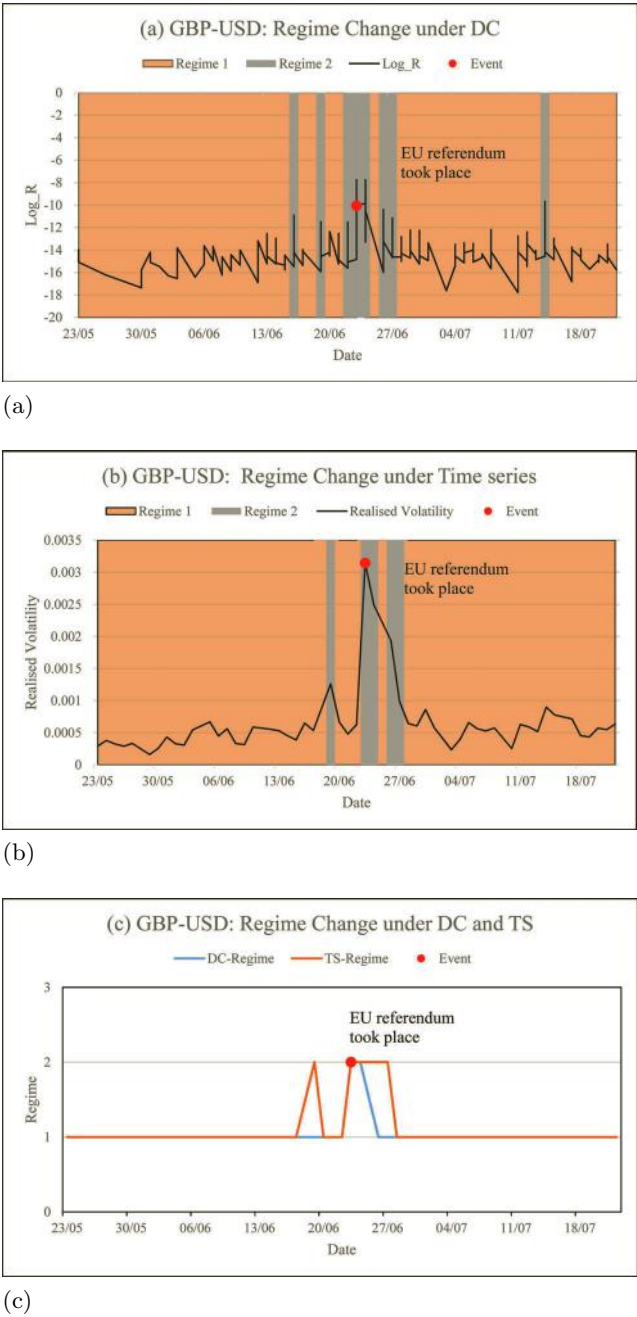 (a) GBP-USD: Regime Change under DC
Regime 1 Regime 2 Log_R Event
0
-2
-4
-6
-8
-10
-12
-14
-16
-18
-20
Log_R
EU referendum
took place
23/05 30/05 06/06 13/06 20/06 27/06 04/07 11/07 18/07
Date
(a)
(b) GBP-USD: Regime Change under Time series
Regime 1 Regime 2 Realised Volatility Event
0.0035
0.003
0.0025
0.002
0.0015
0.001
0.0005
0
Realised Volatility
EU referendum
took place
23/05 30/05 06/06 13/06 20/06 27/06 04/07 11/07 18/07
Date
(b)
(c) GBP-USD: Regime Change under DC and TS
DC-Regime TS-Regime Event
3
2
1
0
Regime
EU referendum
took place
23/05 30/05 06/06 13/06 20/06 27/06 04/07 11/07 18/07
Date
(c)